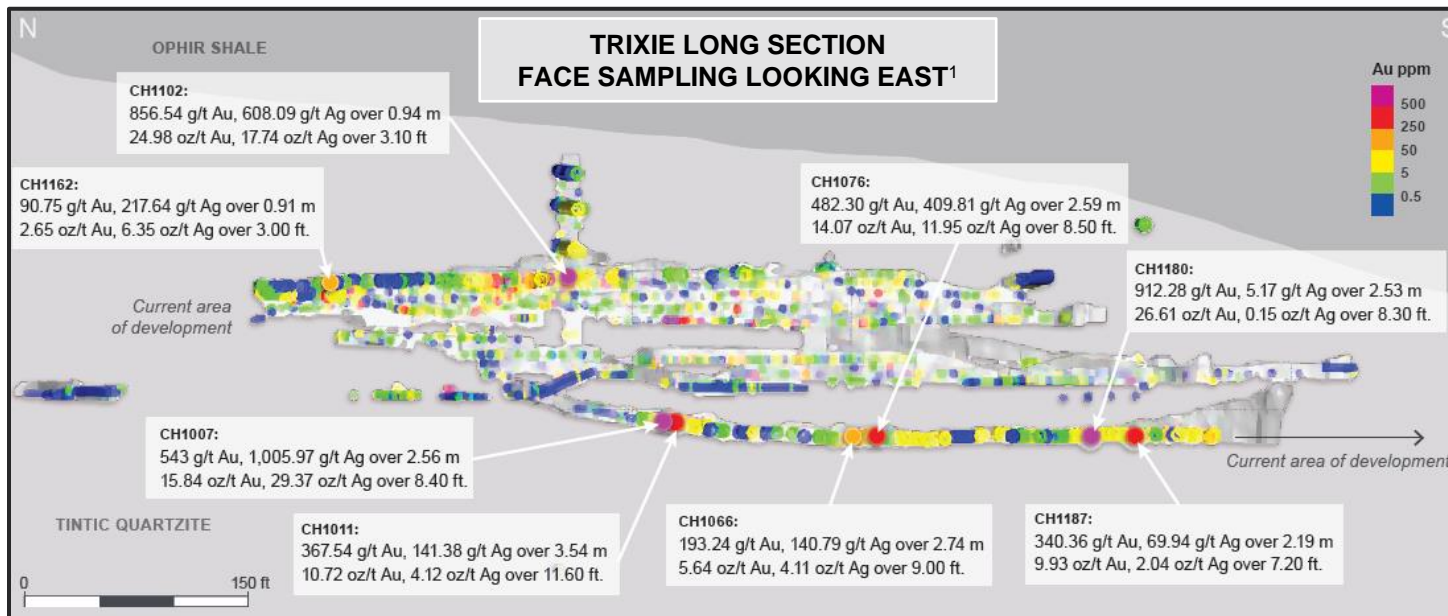 N
S
OPHIR SHALE
TRIXIE LONG SECTION
FACE SAMPLING LOOKING EAST¹
Au ppm
500
250
50
5
0.5
CH1102:
856.54 g/t Au, 608.09 g/t Ag over 0.94 m
24.98 oz/t Au, 17.74 oz/t Ag over 3.10 ft
CH1162:
90.75 g/t Au, 217.64 g/t Ag over 0.91 m
2.65 oz/t Au, 6.35 oz/t Ag over 3.00 ft.
CH1076:
482.30 g/t Au, 409.81 g/t Ag over 2.59 m
14.07 oz/t Au, 11.95 oz/t Ag over 8.50 ft.
CH1180:
912.28 g/t Au, 5.17 g/t Ag over 2.53 m
26.61 oz/t Au, 0.15 oz/t Ag over 8.30 ft.
Current area
of development
CH1007:
543 g/t Au, 1,005.97 g/t Ag over 2.56 m
15.84 oz/t Au, 29.37 oz/t Ag over 8.40 ft.
Current area of development
CH1011:
367.54 g/t Au, 141.38 g/t Ag over 3.54 m
10.72 oz/t Au, 4.12 oz/t Ag over 11.60 ft.
CH1066:
193.24 g/t Au, 140.79 g/t Ag over 2.74 m
5.64 oz/t Au, 4.11 oz/t Ag over 9.00 ft.
CH1187:
340.36 g/t Au, 69.94 g/t Ag over 2.19 m
9.93 oz/t Au, 2.04 oz/t Ag over 7.20 ft.
TINTIC QUARTZITE
0
150 ft